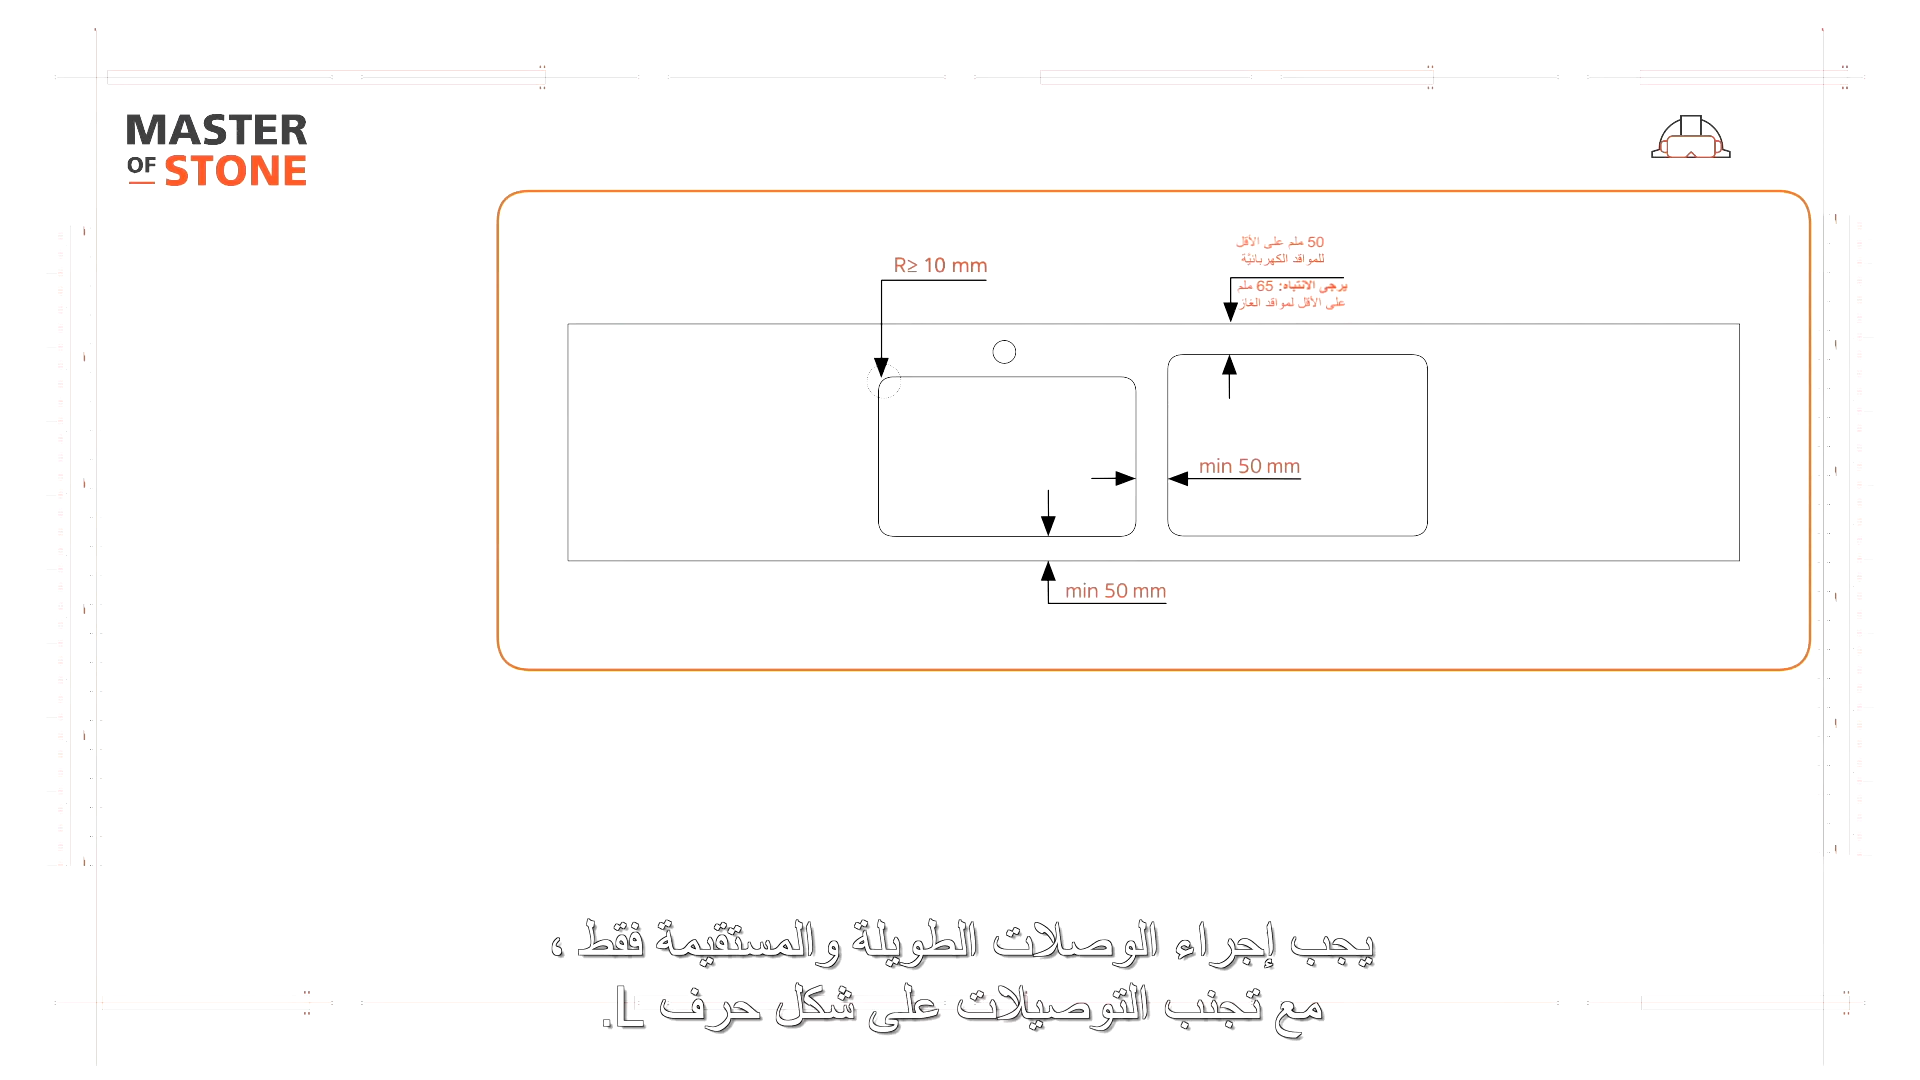 MASTER
OF STONE
50 ملم على الأقل
للمواقد الكهربائيّة
R≥ 10 mm
يرجى الانتباه: 65 ملم
على الأقل لمواقد الغاز
min 50 mm
min 50 mm
يجب إجراء الوصلات الطويلة والمستقيمة فقط ،
مع تجنب التوصيلات على شكل حرف L.